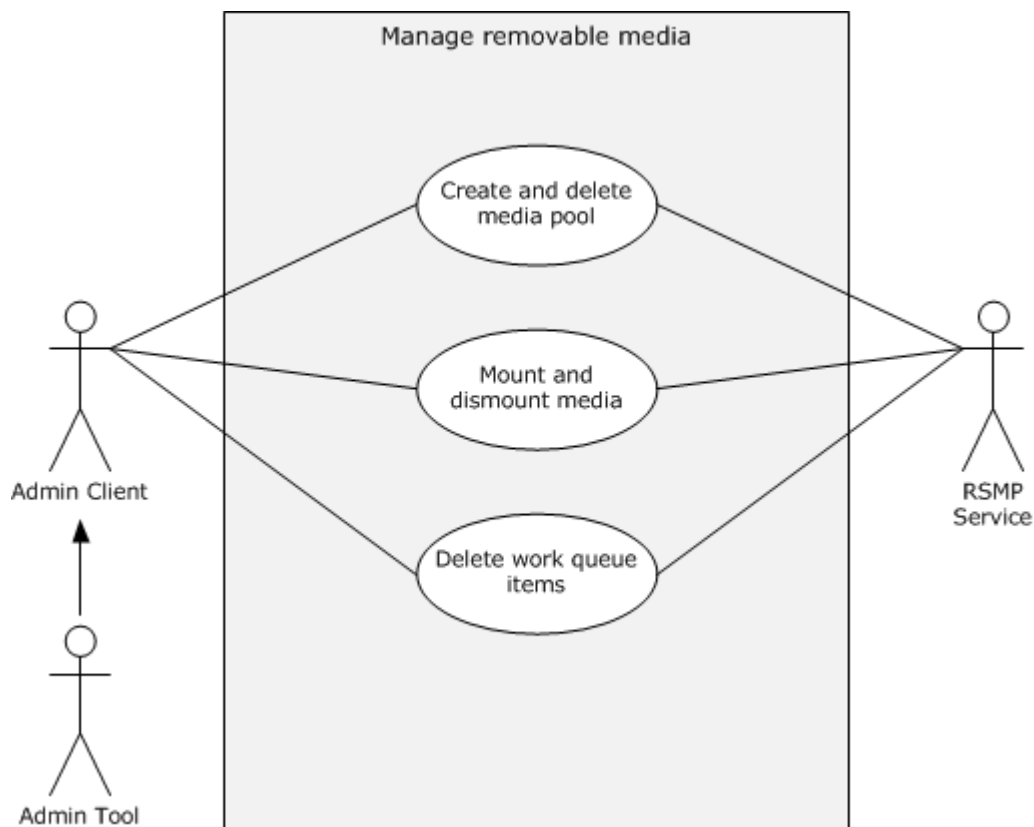 Manage removable media
Create and delete
media pool
Mount and
dismount media
Admin Client
RSMP
Service
Delete work queue
items
Admin Tool